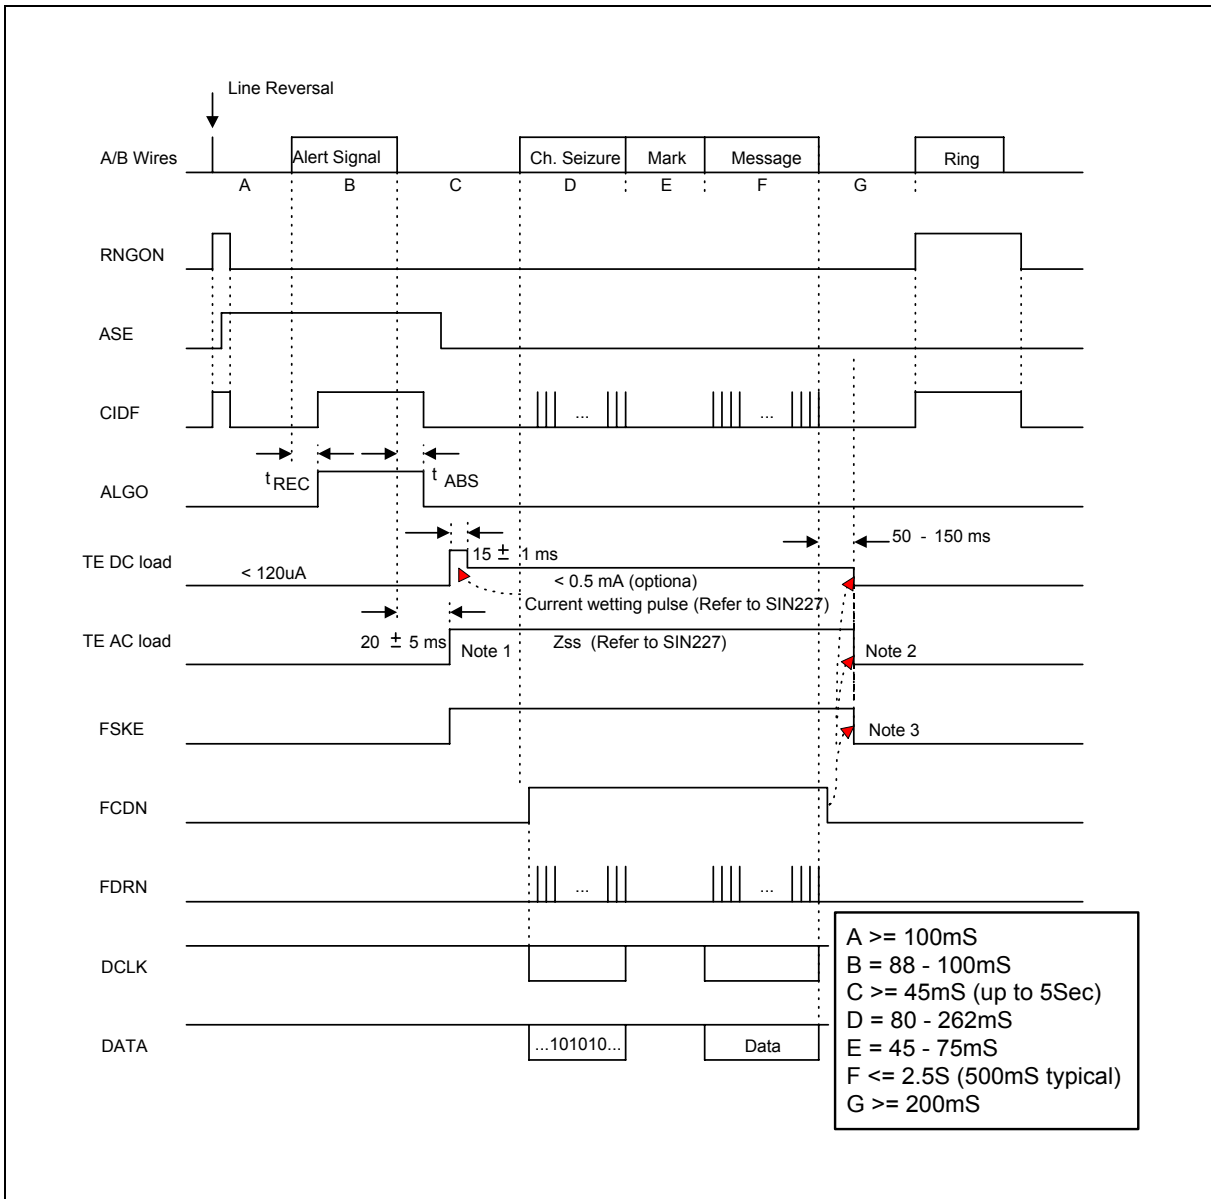 Line Reversal
A/B Wires
Alert Signal
Ch. Seizure
Mark
Message
Ring
A
B
C
D
E
F
G
RNGON
ASE
CIDF
...
...
tREC
tABS
ALGO
50 - 150 ms
15 ± 1 ms
TE DC load
< 120uA
< 0.5 mA (optiona)
Current wetting pulse (Refer to SIN227)
TE AC load
20 ± 5 ms
Note 1
Zss (Refer to SIN227)
Note 2
FSKE
Note 3
FCDN
FDRN
...
...
DCLK
DATA
...101010...
Data
A >= 100mS
B = 88 - 100mS
C >= 45mS (up to 5Sec)
D = 80 - 262mS
E = 45 - 75mS
F <= 2.5S (500mS typical)
G >= 200mS